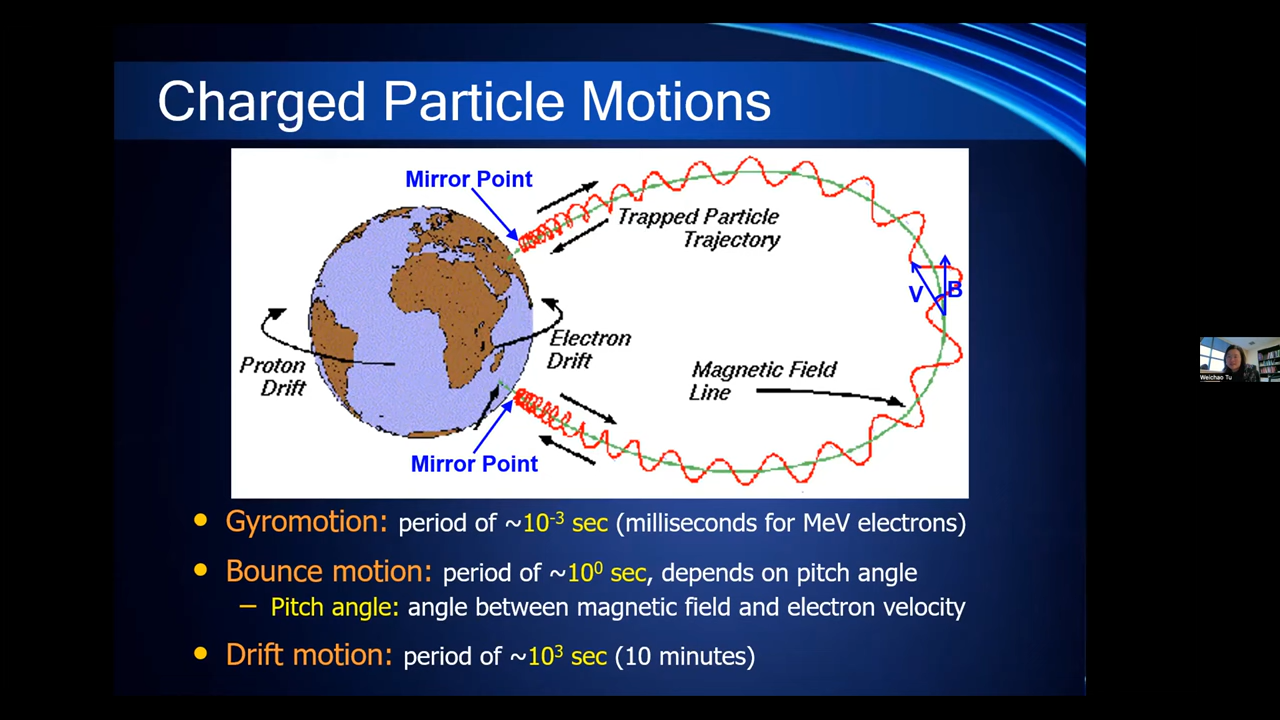 Charged Particle Motions
Mirror Point
Trapped Particle
Trajectory
V
B
Electron
Drift
Proton
Drift
Magnetic Field
Line
Mirror Point
• Gyromotion: period of ~10⁻³ sec (milliseconds for MeV electrons)
• Bounce motion: period of ~10⁰ sec, depends on pitch angle
– Pitch angle: angle between magnetic field and electron velocity
• Drift motion: period of ~10³ sec (10 minutes)
Weichao Tu